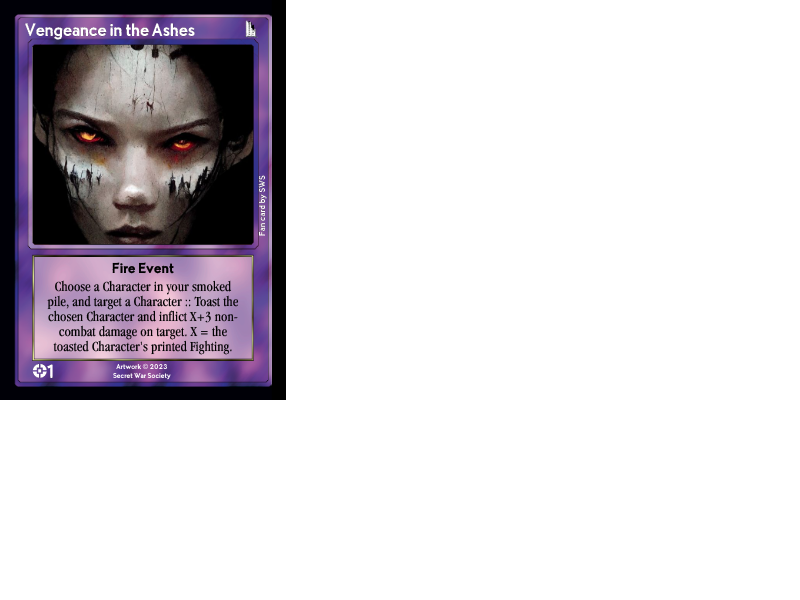 Vengeance in the Ashes
Fan card by SWS
Fire Event
Choose a Character in your smoked
pile, and target a Character :: Toast the
chosen Character and inflict X+3 non-
combat damage on target. X = the
toasted Character's printed Fighting.
1
Artwork © 2023
Secret War Society